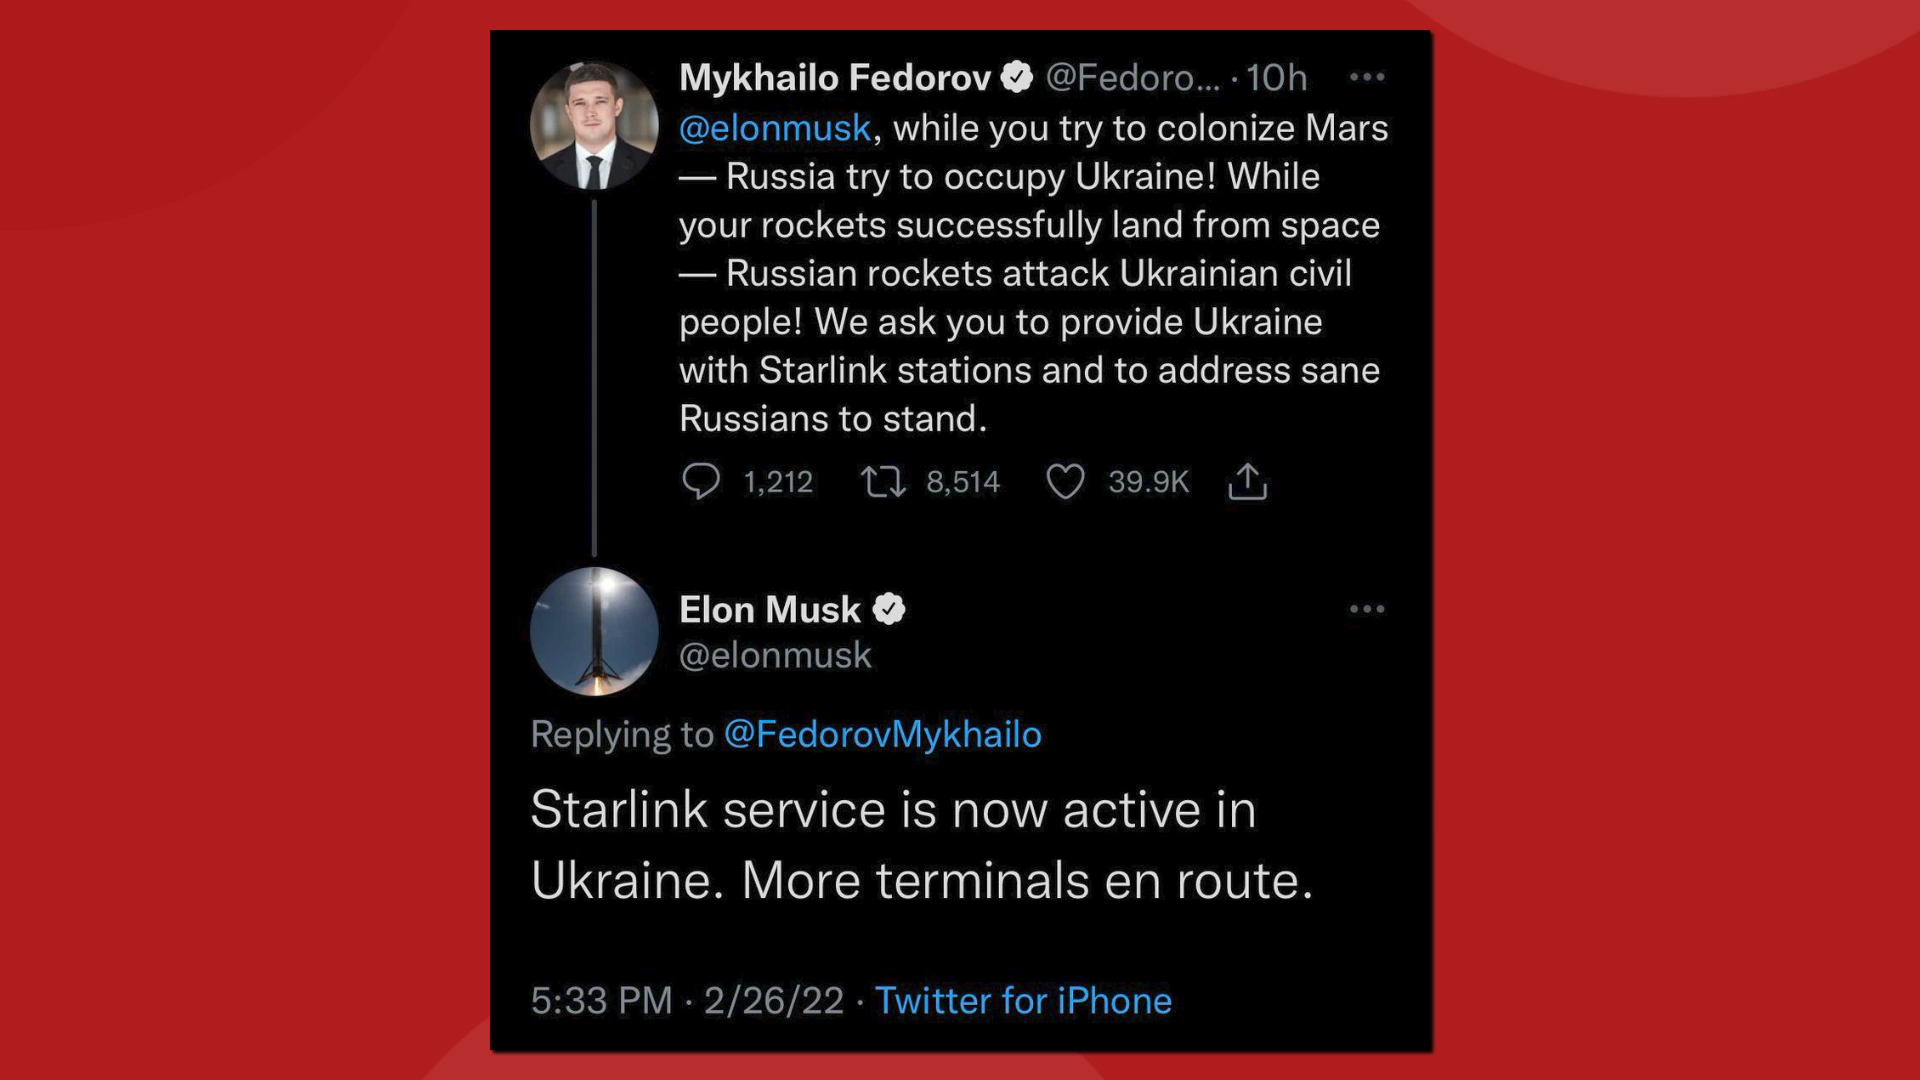 Mykhailo Fedorov @Fedoro... · 10h
@elonmusk, while you try to colonize Mars
— Russia try to occupy Ukraine! While
your rockets successfully land from space
— Russian rockets attack Ukrainian civil
people! We ask you to provide Ukraine
with Starlink stations and to address sane
Russians to stand.
1,212 8,514 39.9K
Elon Musk
@elonmusk
Replying to @FedorovMykhailo
Starlink service is now active in
Ukraine. More terminals en route.
5:33 PM · 2/26/22 · Twitter for iPhone